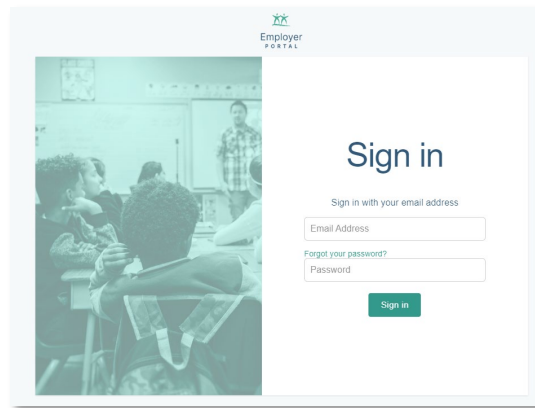 Employer
PORTAL
Sign in
Sign in with your email address
Email Address
Forgot your password?
Password
Sign in